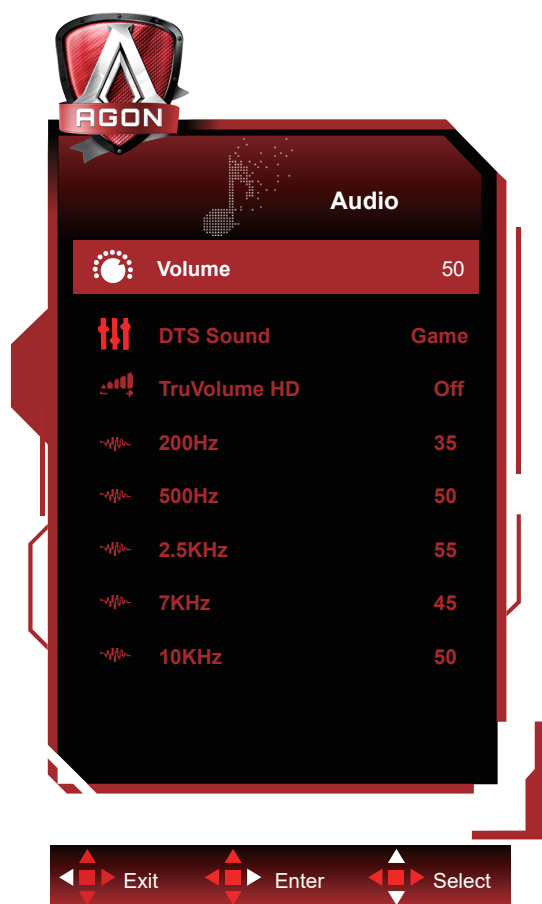 AGON
Audio
Volume 50
DTS Sound Game
TruVolume HD Off
200Hz 35
500Hz 50
2.5KHz 55
7KHz 45
10KHz 50
Exit Enter Select